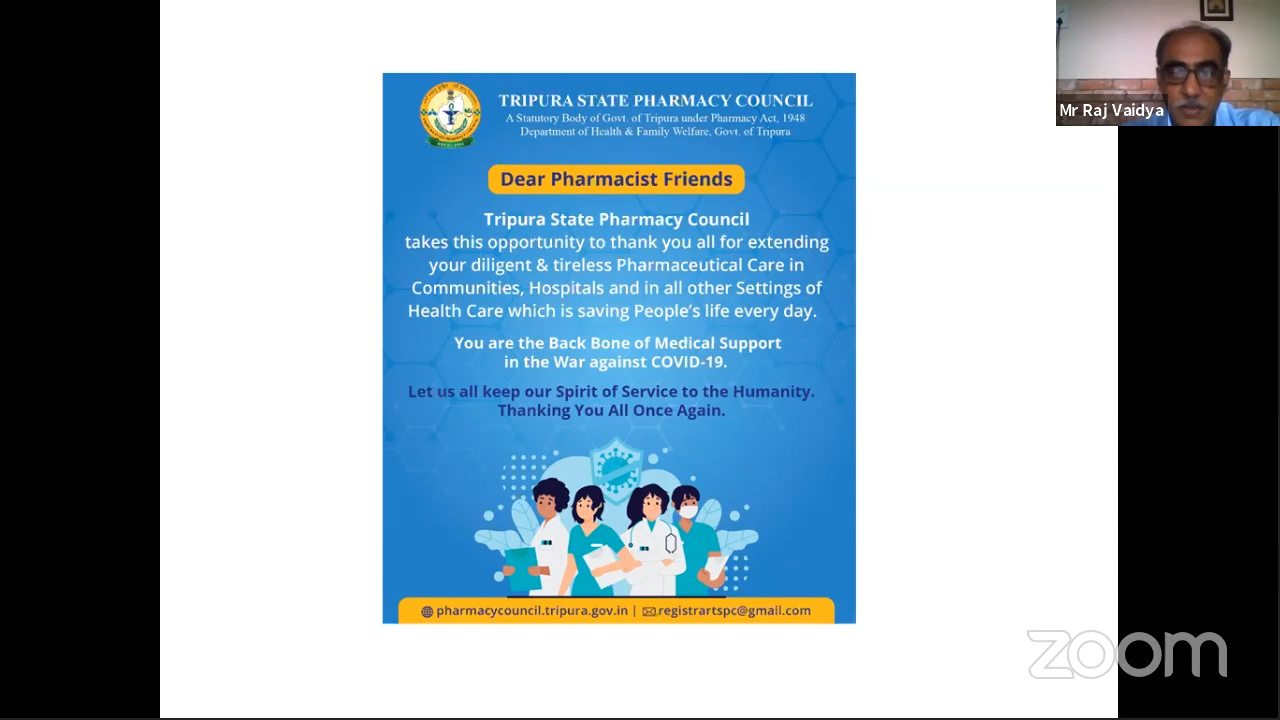 TRIPURA STATE PHARMACY COUNCIL
A Statutory Body of Govt. of Tripura under Pharmacy Act, 1948
Department of Health & Family Welfare, Govt. of Tripura
Dear Pharmacist Friends
Tripura State Pharmacy Council
takes this opportunity to thank you all for extending
your diligent & tireless Pharmaceutical Care in
Communities, Hospitals and in all other Settings of
Health Care which is saving People's life every day.
You are the Back Bone of Medical Support
in the War against COVID-19.
Let us all keep our Spirit of Service to the Humanity.
Thanking You All Once Again.
pharmacycouncil.tripura.gov.in | registrartspc@gmail.com
Mr Raj Vaidya
zoom